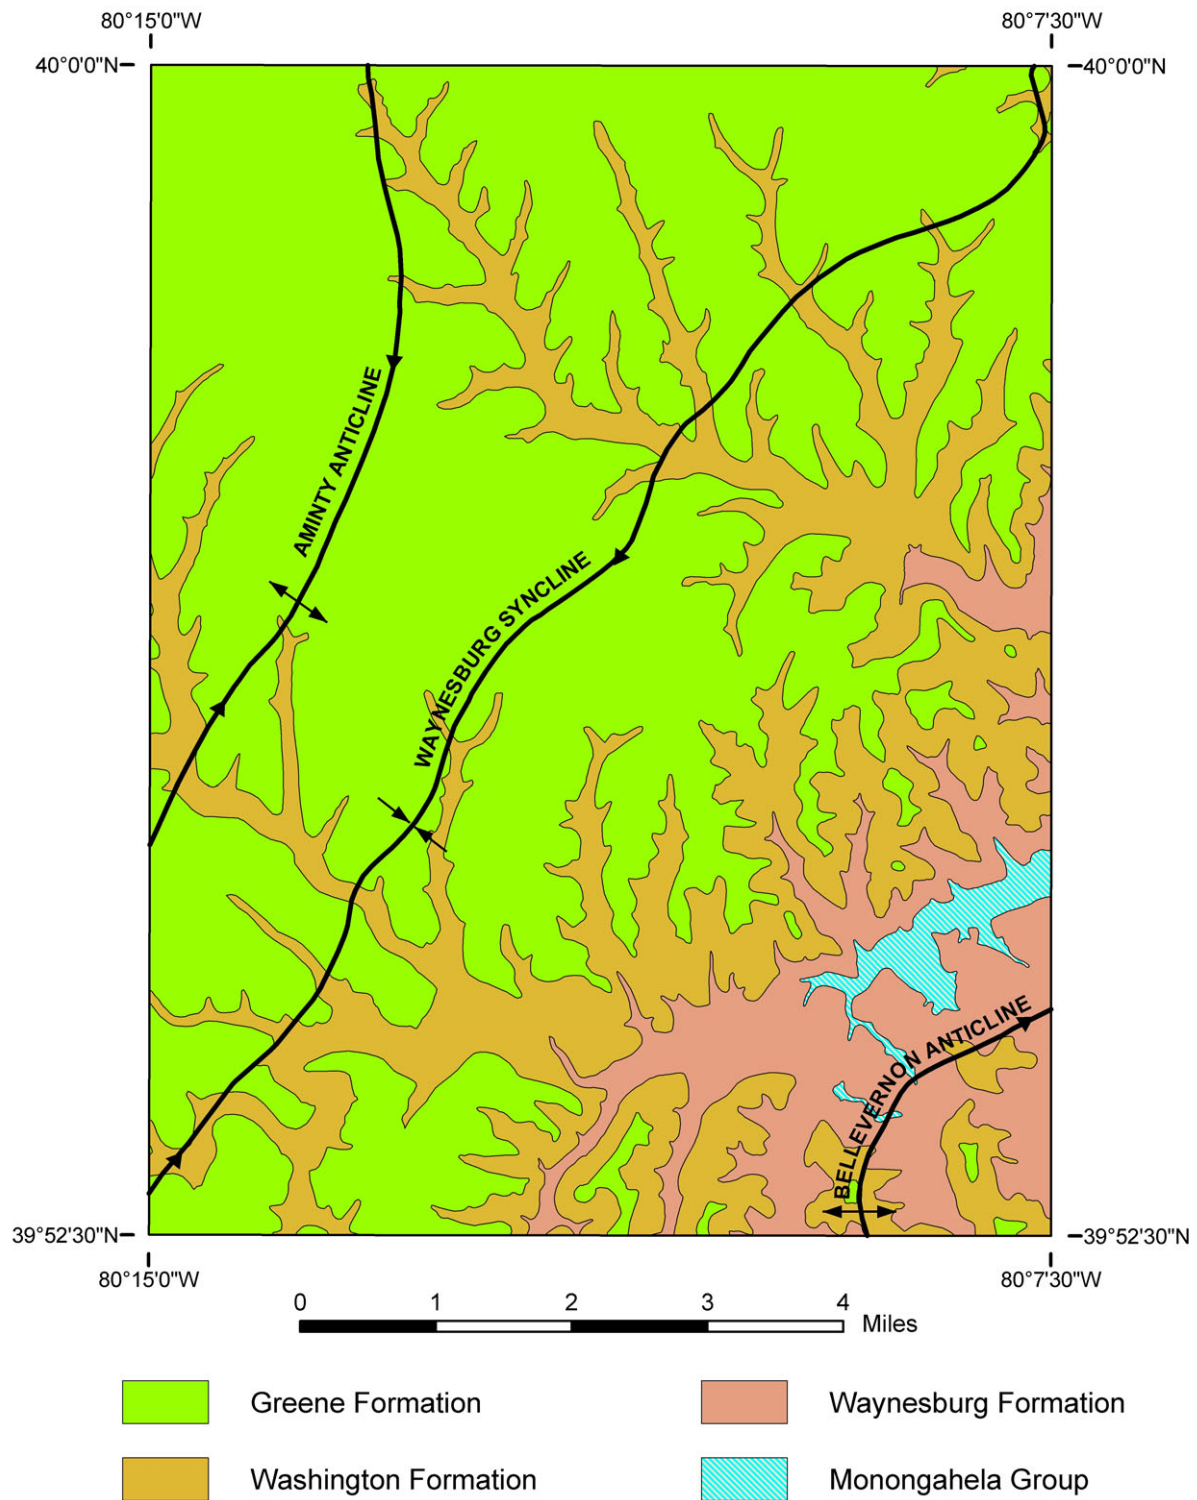 80°15'0"W
80°7'30"W
40°0'0"N
40°0'0"N
AMINTY ANTICLINE
WAYNESBURG SYNCLINE
BELLEVERNON ANTICLINE
39°52'30"N
39°52'30"N
80°15'0"W
80°7'30"W
0 1 2 3 4
Miles
Greene Formation
Waynesburg Formation
Washington Formation
Monongahela Group